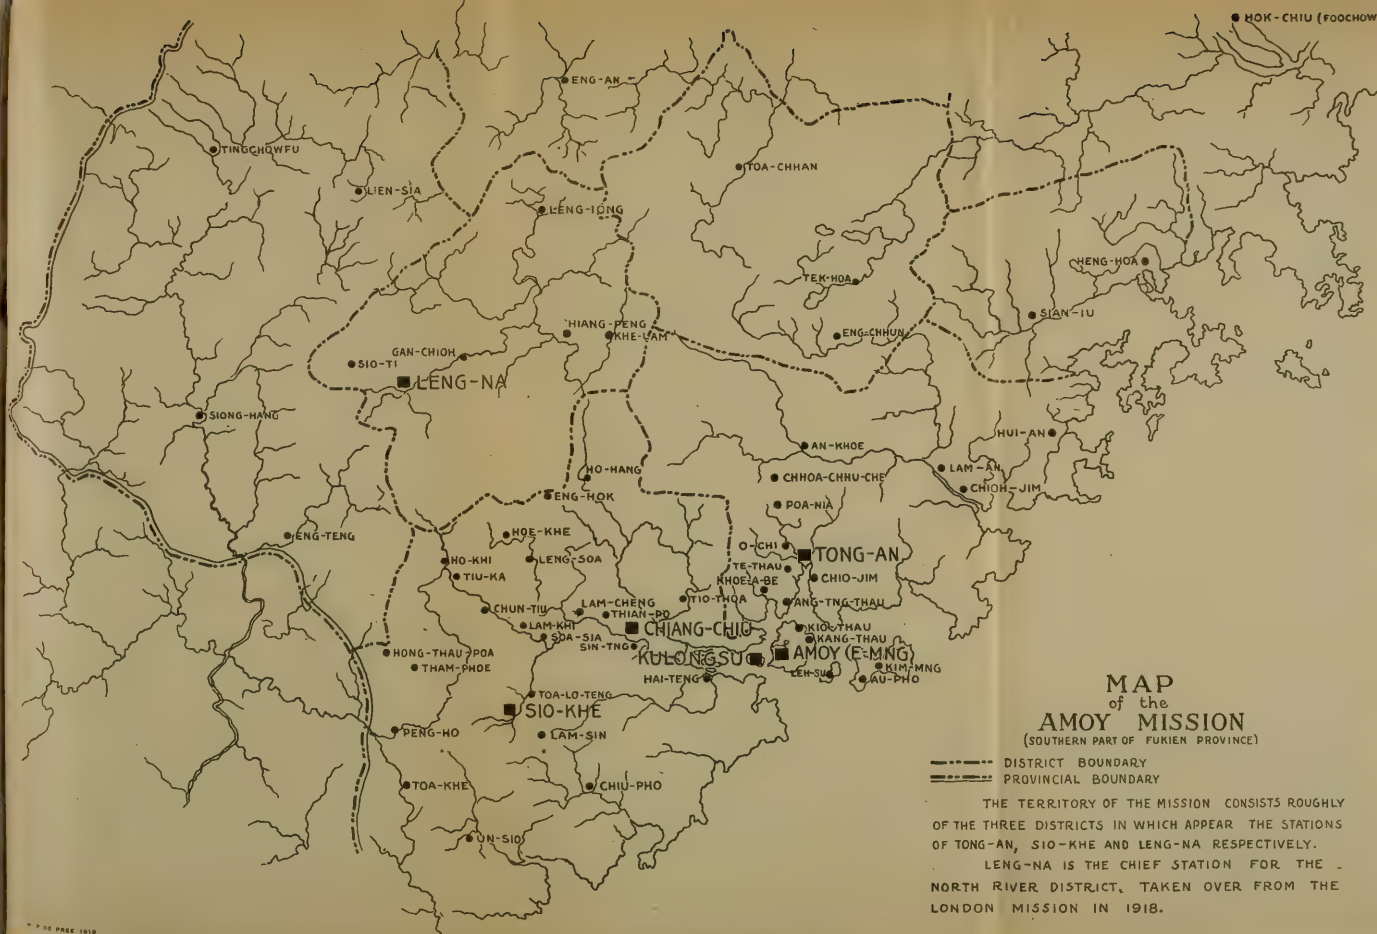 HOK-CHIU (FOOCHOW
ENG-AN
TINGCHOWFU
TOA-CHHAN
LIEN-SIA
LENG-IONG
HENG-HOA
TEK-HOA
SIAN-IU
HIANG-PENG
KHE-LAM
ENG-CHHUN
GAN-CHIOH
SIO-TI
LENG-NA
SIONG-HANG
HUI-AN
AN-KHOE
HO-HANG
LAM-AN
CHHOA-CHHU-CHE
CHIOH-JIM
ENG-HOK
POA-NIA
ENG-TENG
HOE-KHE
O-CHI
TONG-AN
HO-KHI
LENG-SOA
TE-THAU
TIU-KA
KHOE-A-BE
CHIO-JIM
CHUN-TIU
LAM-CHENG
TIO-THOA
ANG-TNG-THAU
THIAN-PO
LAM-KHI
CHIANG-CHIU
KIO-THAU
SOA-SIA
KANG-THAU
SIN-TNG
HONG-THAU-POA
KULONGSU
AMOY (E-MNG)
THAM-PHOE
KIM-MNG
HAI-TENG
LEH-SU
AU-PHO
TOA-LO-TENG
SIO-KHE
PENG-HO
LAM-SIN
TOA-KHE
CHIU-PHO
UN-SIO
MAP
of the
AMOY MISSION
(SOUTHERN PART OF FUKIEN PROVINCE)
DISTRICT BOUNDARY
PROVINCIAL BOUNDARY
THE TERRITORY OF THE MISSION CONSISTS ROUGHLY
OF THE THREE DISTRICTS IN WHICH APPEAR THE STATIONS
OF TONG-AN, SIO-KHE AND LENG-NA RESPECTIVELY.
LENG-NA IS THE CHIEF STATION FOR THE
NORTH RIVER DISTRICT, TAKEN OVER FROM THE
LONDON MISSION IN 1918.
DE PREE 1919